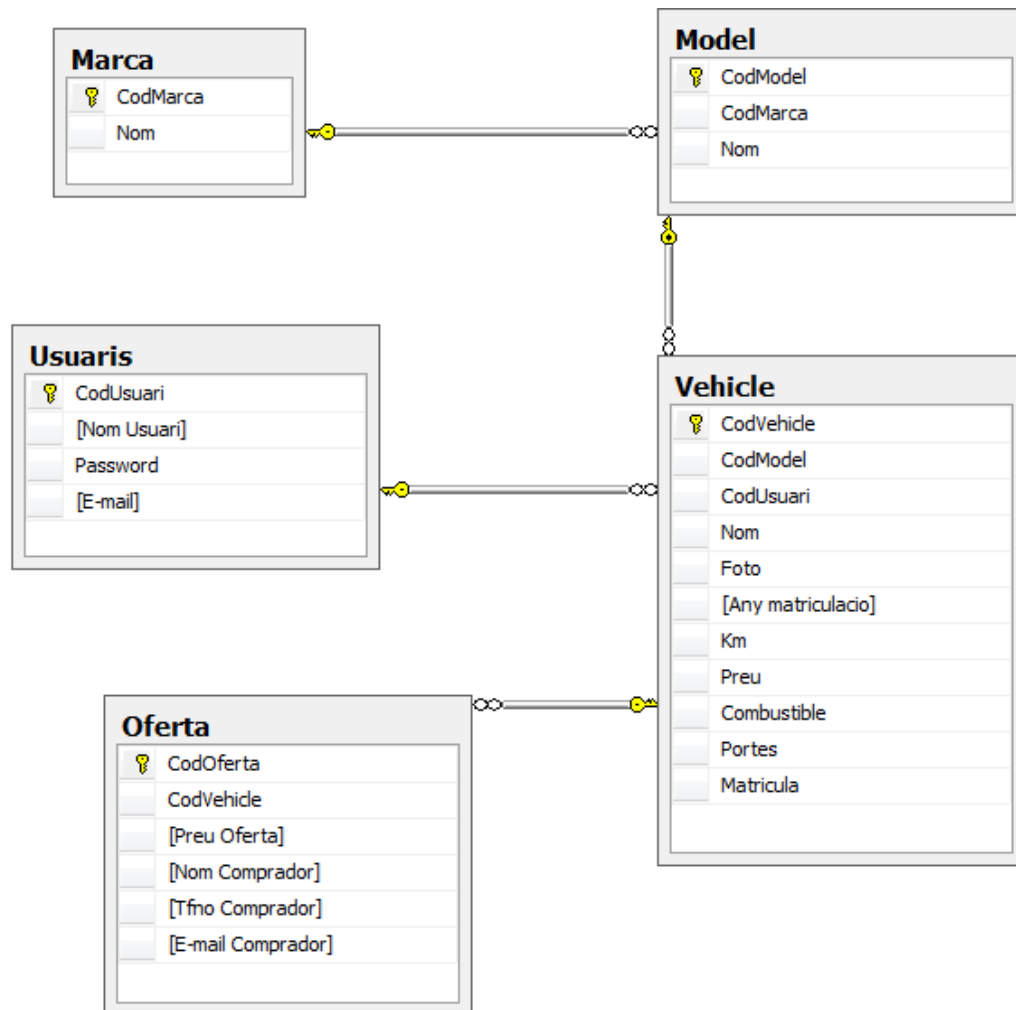 Marca
CodMarca
Nom
Model
CodModel
CodMarca
Nom
Usuaris
CodUsuari
[Nom Usuari]
Password
[E-mail]
Vehicle
CodVehicle
CodModel
CodUsuari
Nom
Foto
[Any matriculacio]
Km
Preu
Combustible
Portes
Matricula
Oferta
CodOferta
CodVehicle
[Preu Oferta]
[Nom Comprador]
[Tfno Comprador]
[E-mail Comprador]